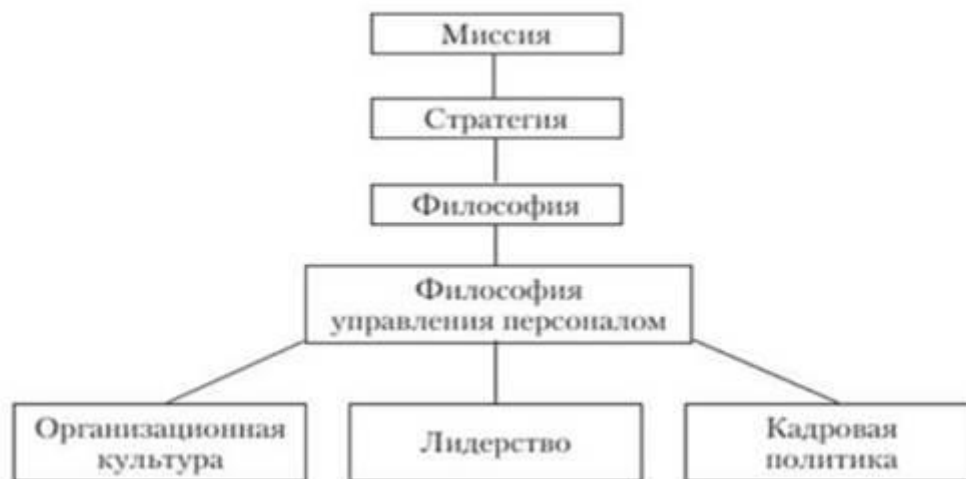 Миссия
Стратегия
Философия
Философия
управления персоналом
Организационная
культура
Лидерство
Кадровая
политика